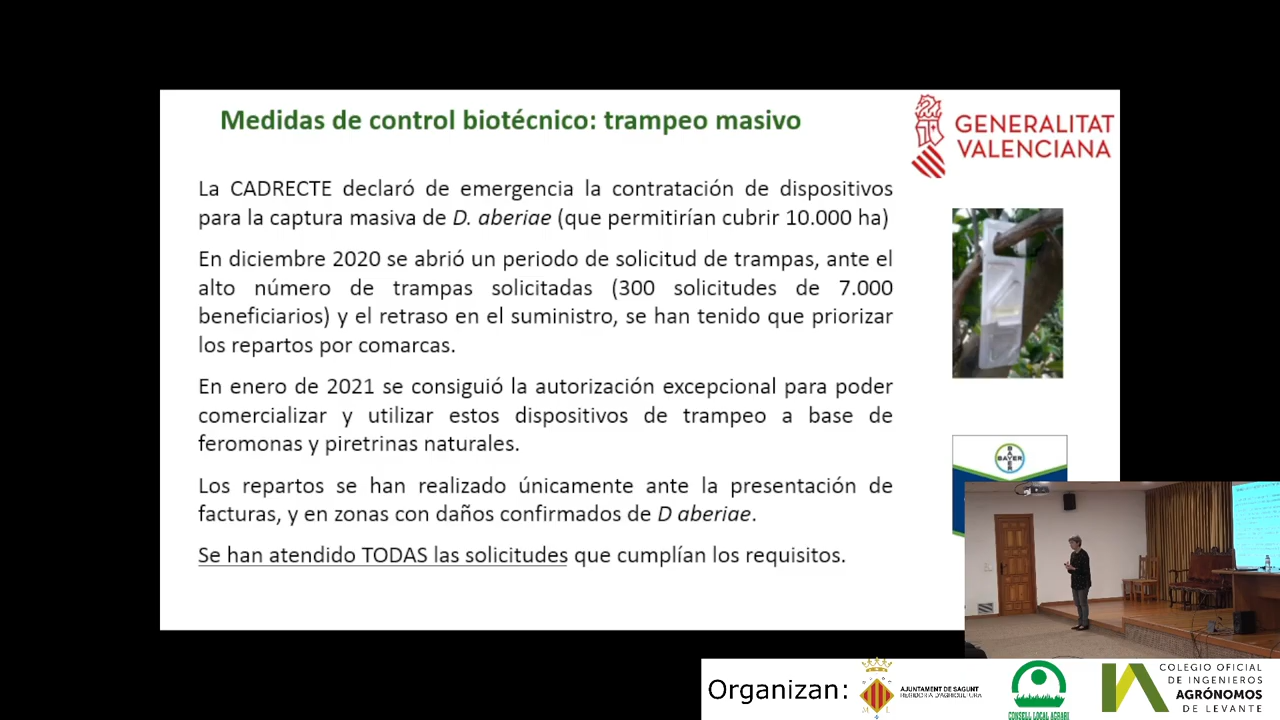 Medidas de control biotécnico: trampeo masivo
GENERALITAT
VALENCIANA
La CADRECTE declaró de emergencia la contratación de dispositivos
para la captura masiva de D. aberiae (que permitirían cubrir 10.000 ha)
En diciembre 2020 se abrió un periodo de solicitud de trampas, ante el
alto número de trampas solicitadas (300 solicitudes de 7.000
beneficiarios) y el retraso en el suministro, se han tenido que priorizar
los repartos por comarcas.
En enero de 2021 se consiguió la autorización excepcional para poder
comercializar y utilizar estos dispositivos de trampeo a base de
feromonas y piretrinas naturales.
Los repartos se han realizado únicamente ante la presentación de
facturas, y en zonas con daños confirmados de D aberiae.
Se han atendido TODAS las solicitudes que cumplían los requisitos.
BAYER
BAYER
Organizan:
AJUNTAMENT DE SAGUNT
REGIDORIA D'AGRICULTURA
CONSELL LOCAL AGRARI
COLEGIO OFICIAL
DE INGENIEROS
AGRÓNOMOS
DE LEVANTE